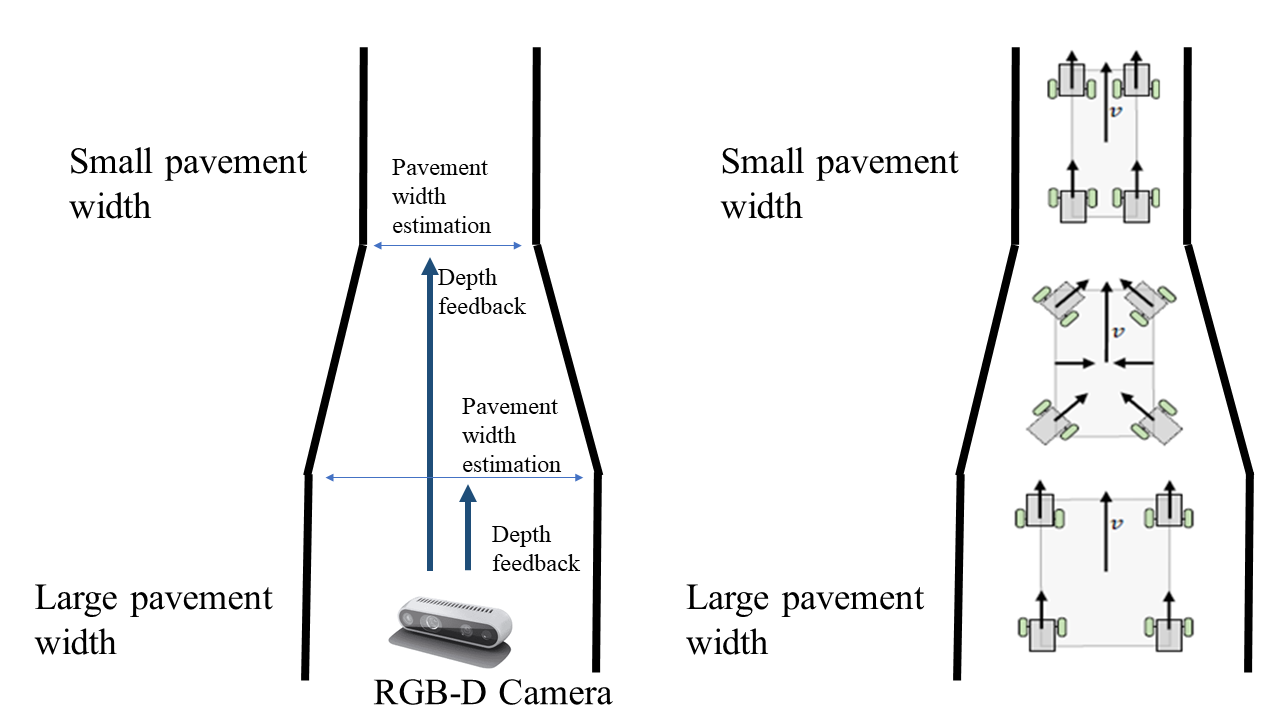 Small pavement
width
Pavement
width
estimation
Depth
feedback
Pavement
width
estimation
Depth
feedback
Large pavement
width
RGB-D Camera
Small pavement
width
v
v
v
Large pavement
width